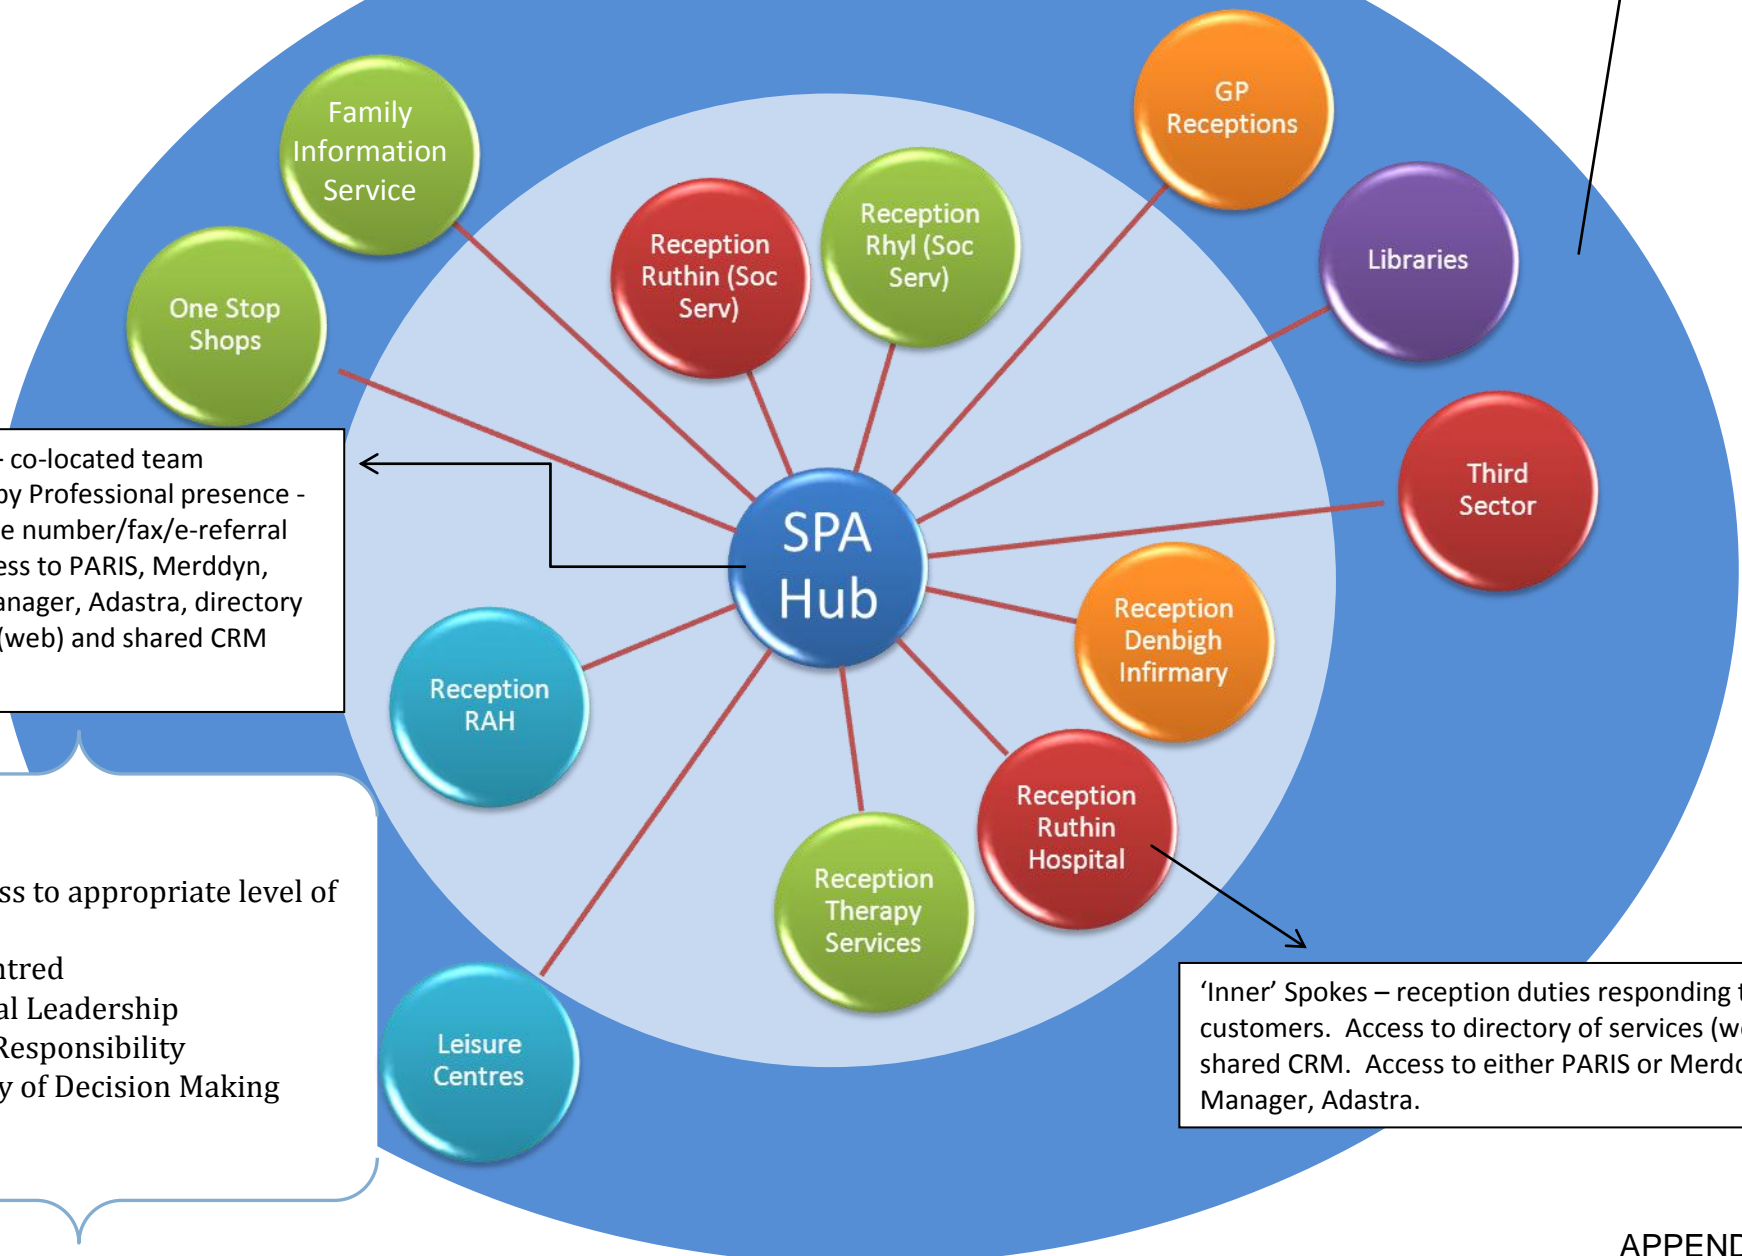 Family
Information
Service
GP
Receptions
Reception
Ruthin (Soc
Serv)
Reception
Rhyl (Soc
Serv)
Libraries
One Stop
Shops
- co-located team
by Professional presence -
e number/fax/e-referral
ess to PARIS, Merddyn,
anager, Adastra, directory
(web) and shared CRM
SPA
Hub
Third
Sector
Reception
Denbigh
Infirmary
Reception
RAH
Reception
Ruthin
Hospital
Reception
Therapy
Services
ss to appropriate level of
ntred
al Leadership
Responsibility
y of Decision Making
Leisure
Centres
‘Inner’ Spokes – reception duties responding t
customers.  Access to directory of services (we
shared CRM.  Access to either PARIS or Merdd
Manager, Adastra.
APPEND